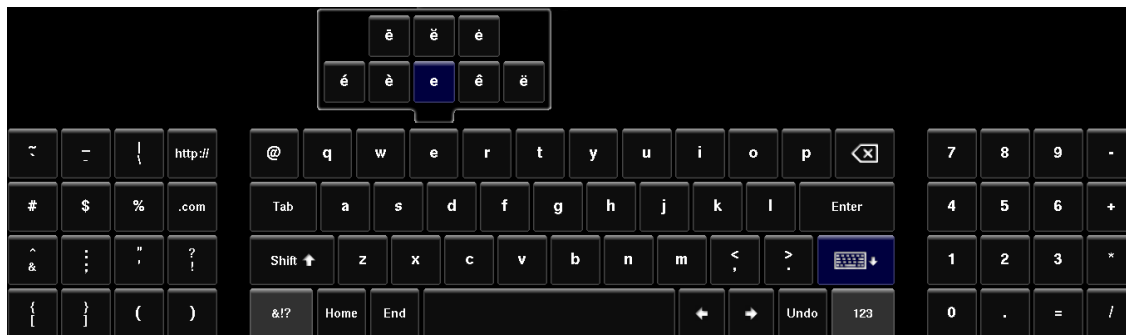 ē ĕ ė
é è e ê ë
~ ` _ - | \ http:// @ q w e r t y u i o p 7 8 9 -
# $ % .com Tab a s d f g h j k l Enter 4 5 6 +
^ & : ; " ' ? ! Shift z x c v b n m < , > . 1 2 3 *
{ [ } ] ( ) &!? Home End Undo 123 0 . = /